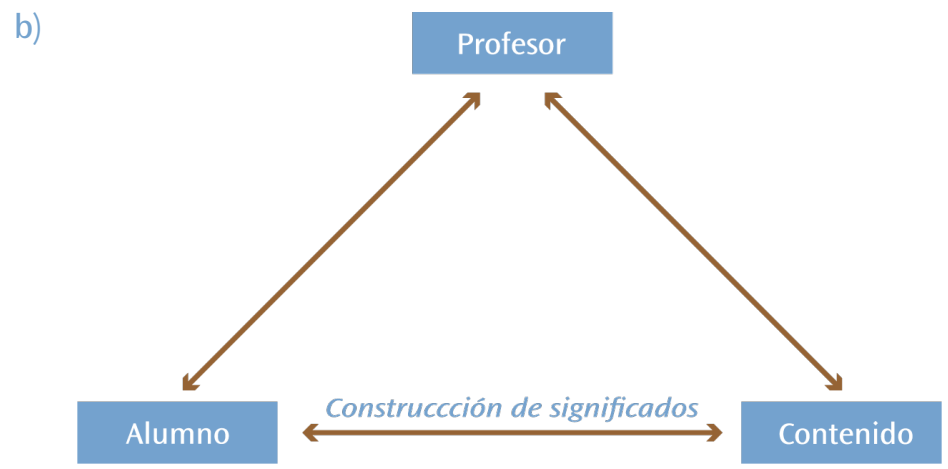 b)
Profesor
Construccción de significados
Alumno
Contenido